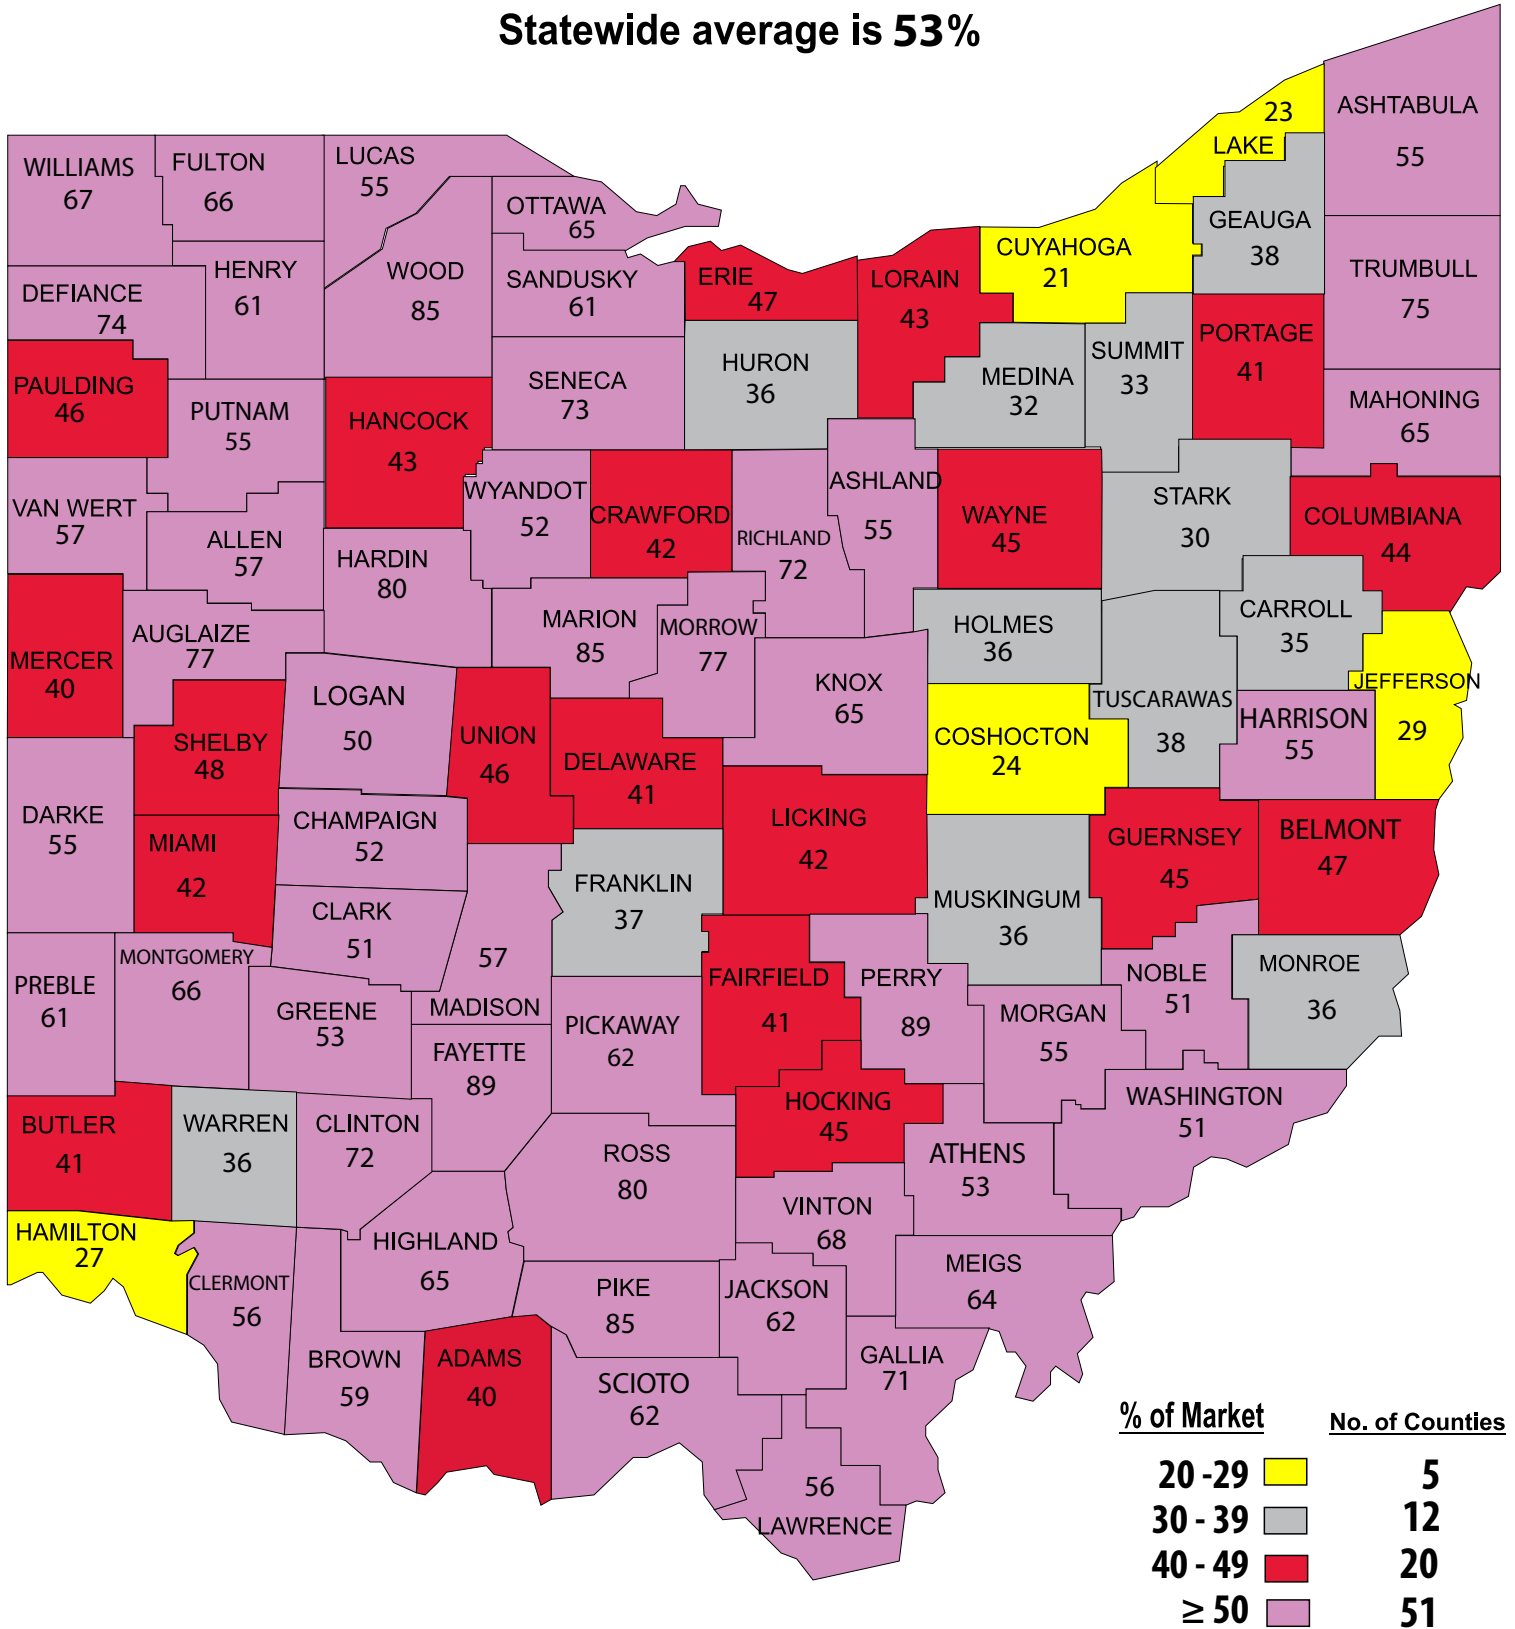 Statewide average is 53%
23
LAKE
ASHTABULA
55
WILLIAMS
67
FULTON
66
LUCAS
55
OTTAWA
65
GEAUGA
38
CUYAHOGA
21
TRUMBULL
75
HENRY
61
WOOD
85
SANDUSKY
61
ERIE
47
LORAIN
43
DEFIANCE
74
PORTAGE
41
SUMMIT
33
HURON
36
MEDINA
32
PAULDING
46
SENECA
73
MAHONING
65
PUTNAM
55
HANCOCK
43
ASHLAND
55
WYANDOT
52
STARK
30
VAN WERT
57
CRAWFORD
42
WAYNE
45
COLUMBIANA
44
RICHLAND
72
ALLEN
57
HARDIN
80
CARROLL
35
MARION
85
MORROW
77
HOLMES
36
AUGLAIZE
77
MERCER
40
KNOX
65
JEFFERSON
29
LOGAN
50
TUSCARAWAS
38
HARRISON
55
SHELBY
48
UNION
46
COSHOCTON
24
DELAWARE
41
DARKE
55
CHAMPAIGN
52
LICKING
42
BELMONT
47
MIAMI
42
GUERNSEY
45
FRANKLIN
37
MUSKINGUM
36
CLARK
51
57
MADISON
MONTGOMERY
66
MONROE
36
NOBLE
51
PREBLE
61
FAIRFIELD
41
PERRY
89
GREENE
53
MORGAN
55
PICKAWAY
62
FAYETTE
89
WASHINGTON
51
HOCKING
45
BUTLER
41
WARREN
36
CLINTON
72
ROSS
80
ATHENS
53
VINTON
68
HAMILTON
27
HIGHLAND
65
MEIGS
64
CLERMONT
56
PIKE
85
JACKSON
62
BROWN
59
ADAMS
40
GALLIA
71
SCIOTO
62
56
LAWRENCE
% of Market No. of Counties
20 -29 5
30 - 39 12
40 - 49 20
≥ 50 51